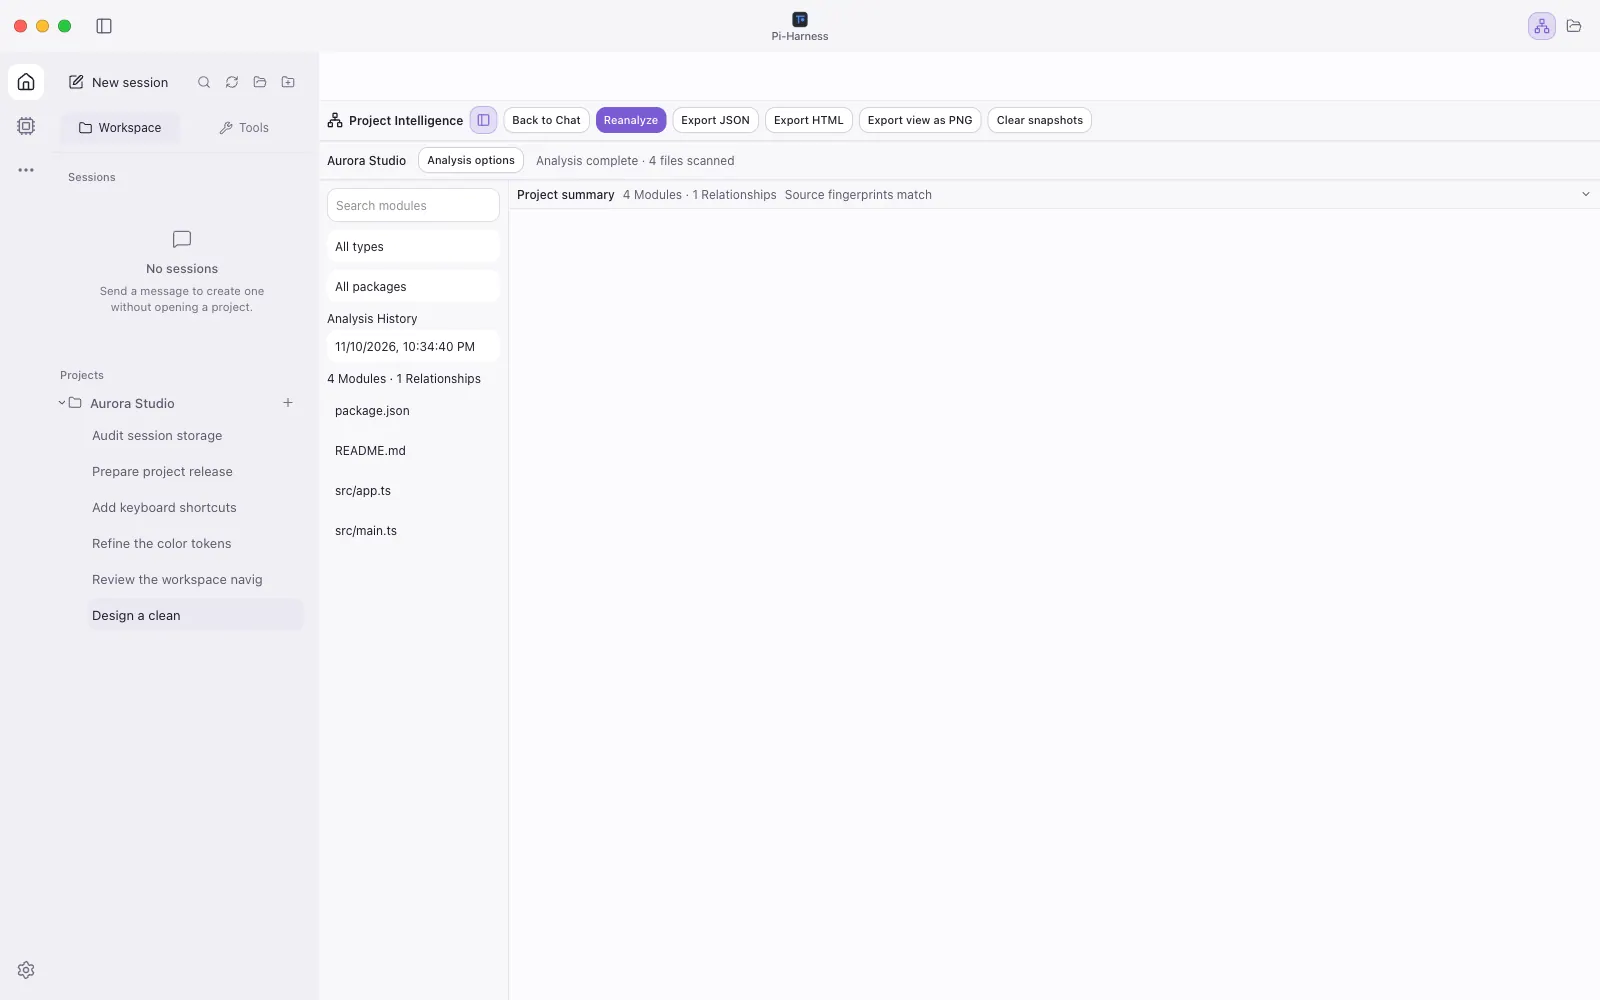 Pi-Harness
New session
Workspace
Tools
Sessions
No sessions
Send a message to create one
without opening a project.
Projects
Aurora Studio
Audit session storage
Prepare project release
Add keyboard shortcuts
Refine the color tokens
Review the workspace navig
Design a clean
Project Intelligence
Back to Chat
Reanalyze
Export JSON
Export HTML
Export view as PNG
Clear snapshots
Aurora Studio
Analysis options
Analysis complete · 4 files scanned
Search modules
All types
All packages
Analysis History
11/10/2026, 10:34:40 PM
4 Modules · 1 Relationships
package.json
README.md
src/app.ts
src/main.ts
Project summary 4 Modules · 1 Relationships Source fingerprints match